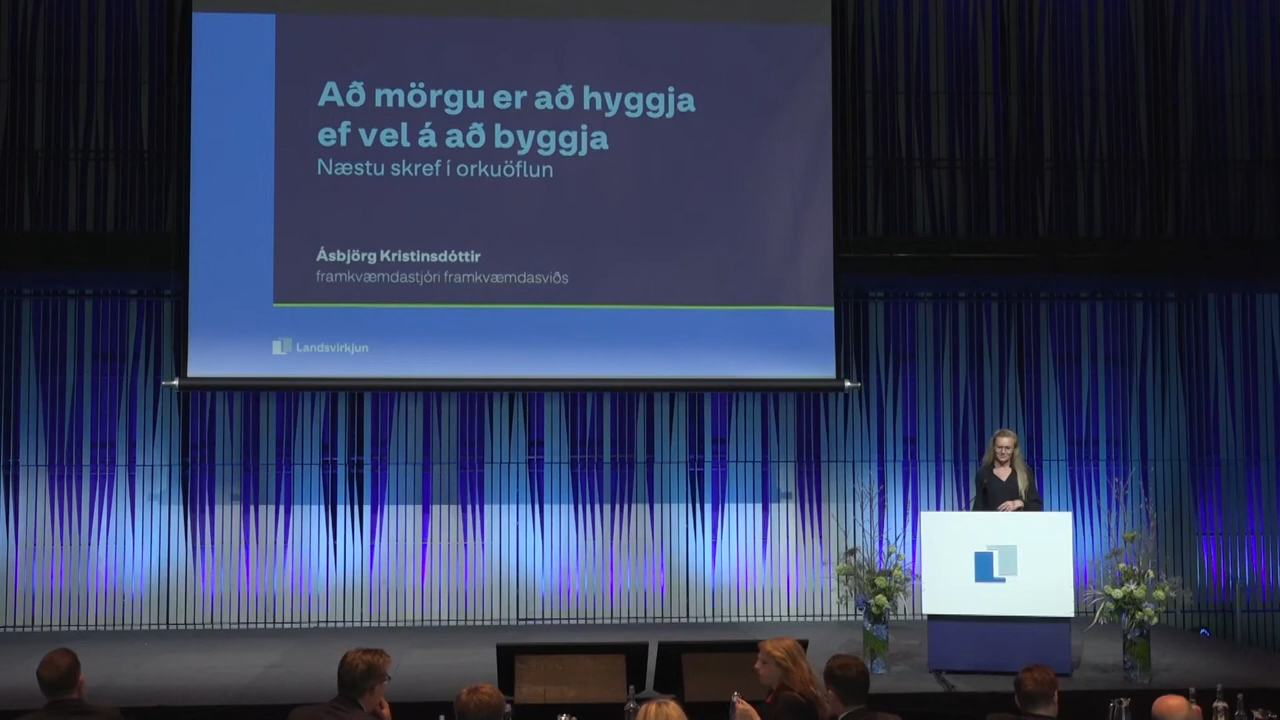 Að mörgu er að hyggja
ef vel á að byggja
Næstu skref í orkuöflun
Ásbjörg Kristinsdóttir
framkvæmdastjóri framkvæmdasviðs
Landsvirkjun